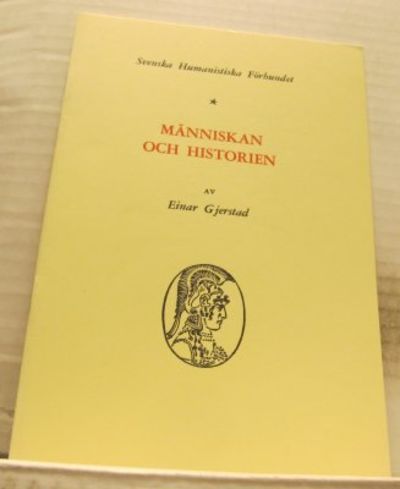 Svenska Humanistiska Förbundet
*
MÄNNISKAN
OCH HISTORIEN
AV
Einar Gjerstad